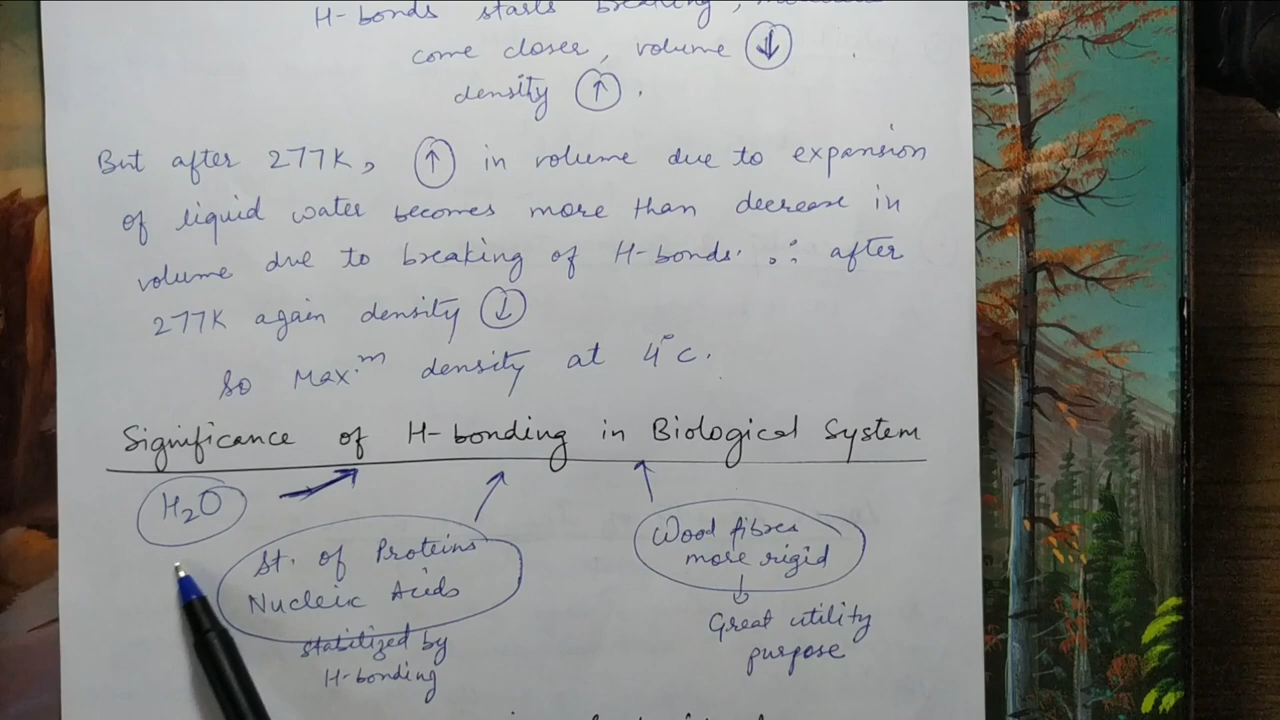 H-bonds starts breaking,
come closer, volume ↓
density ↑.
But after 277K, ↑ in volume due to expansion
of liquid water becomes more than decrease in
volume due to breaking of H-bonds. ∴ after
277K again density ↓
So Max.ᵐ density at 4°C.
Significance of H-bonding in Biological System
H₂O
St. of Proteins
Nucleic Acids
stabilized by
H-bonding
Wood fibres
more rigid
Great utility
purpose